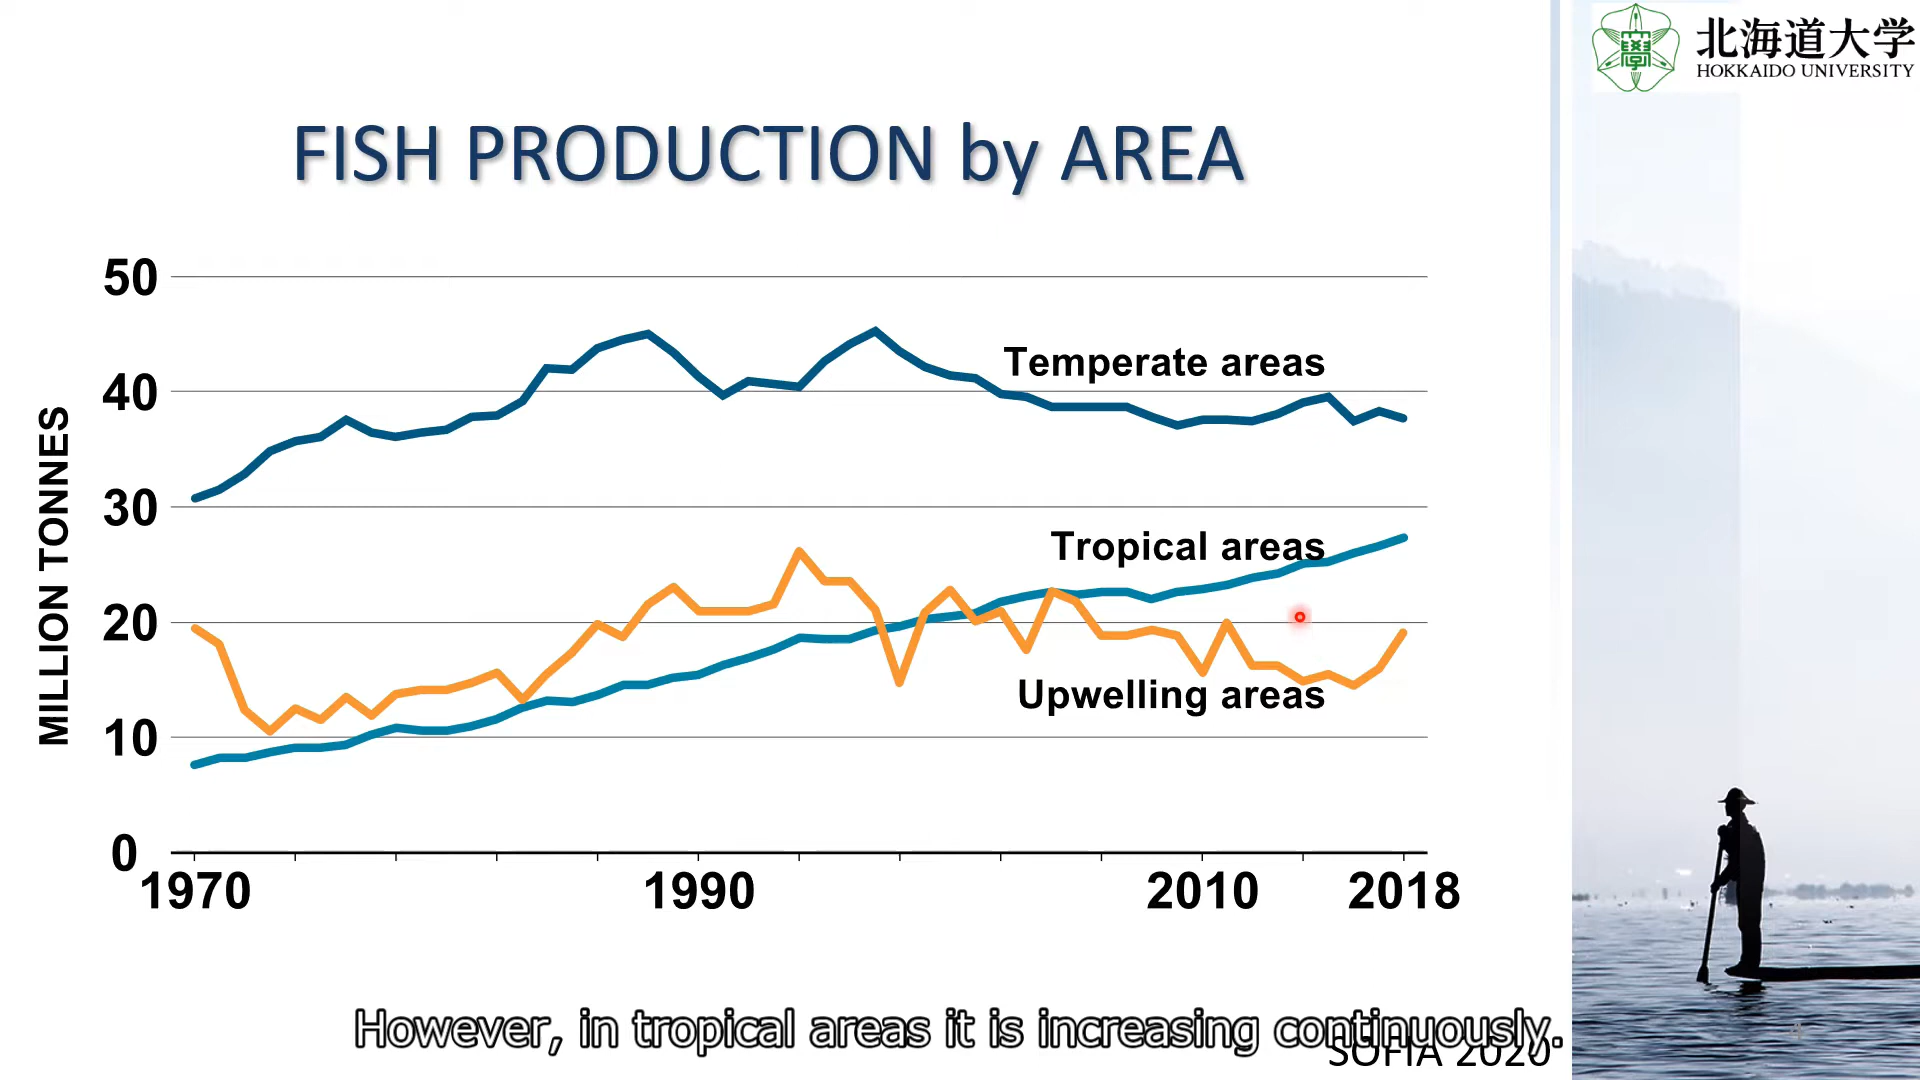 北海道大学
HOKKAIDO UNIVERSITY
FISH PRODUCTION by AREA
MILLION TONNES
50
40
30
20
10
0
Temperate areas
Tropical areas
Upwelling areas
1970 1990 2010 2018
However, in tropical areas it is increasing continuously.
SOFIA 2020